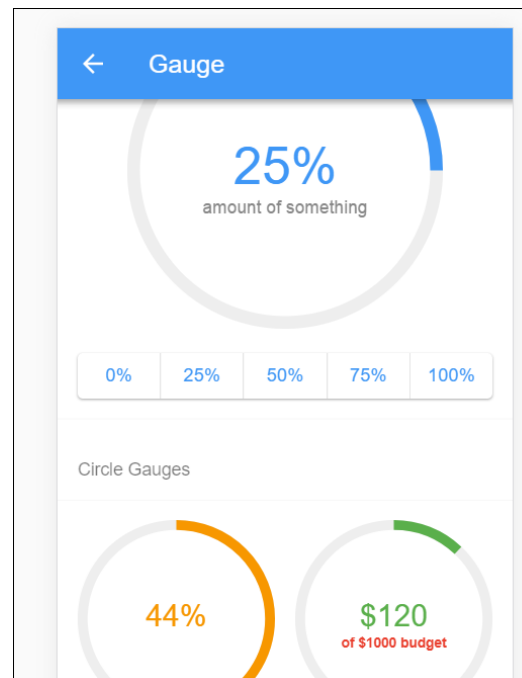 Gauge
25%
amount of something
0% 25% 50% 75% 100%
Circle Gauges
44%
$120
of $1000 budget